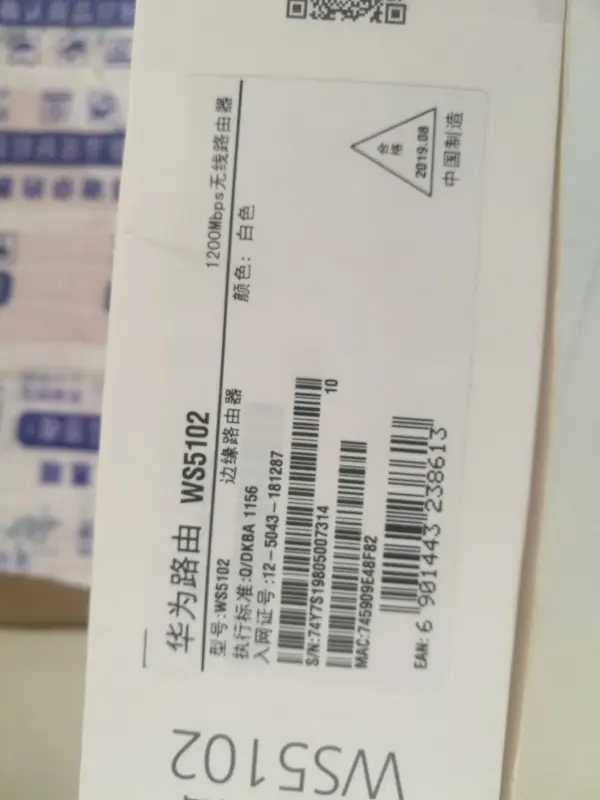 华为路由 WS5102
1200Mbps无线路由器
型号:WS5102
边缘路由器
颜色: 白色
执行标准:Q/DKBA 1156
入网证号:12-5043-181287
S/N:74Y7S19805007314
10
MAC:745909E48F82
EAN: 6 901443 238613
合格
2019.08
中国制造
WS5102